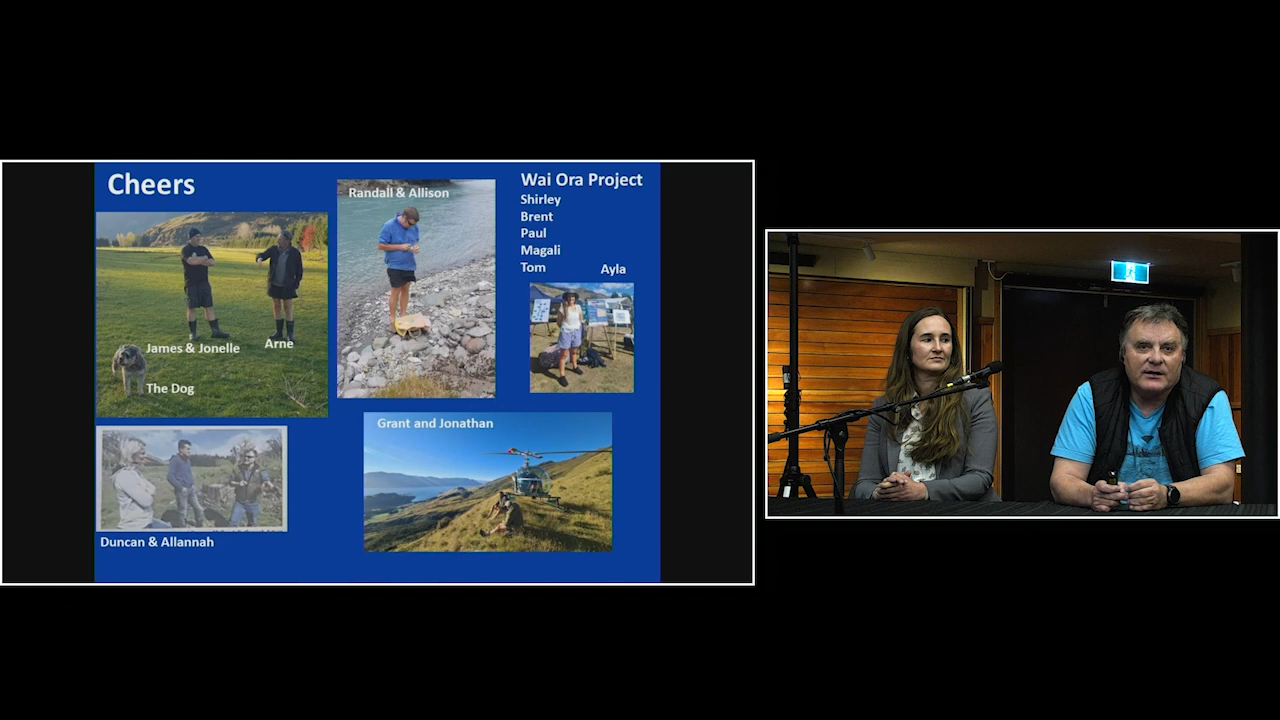 Cheers
Randall & Allison
Wai Ora Project
Shirley
Brent
Paul
Magali
Tom
Ayla
James & Jonelle
Arne
The Dog
Grant and Jonathan
Duncan & Allannah